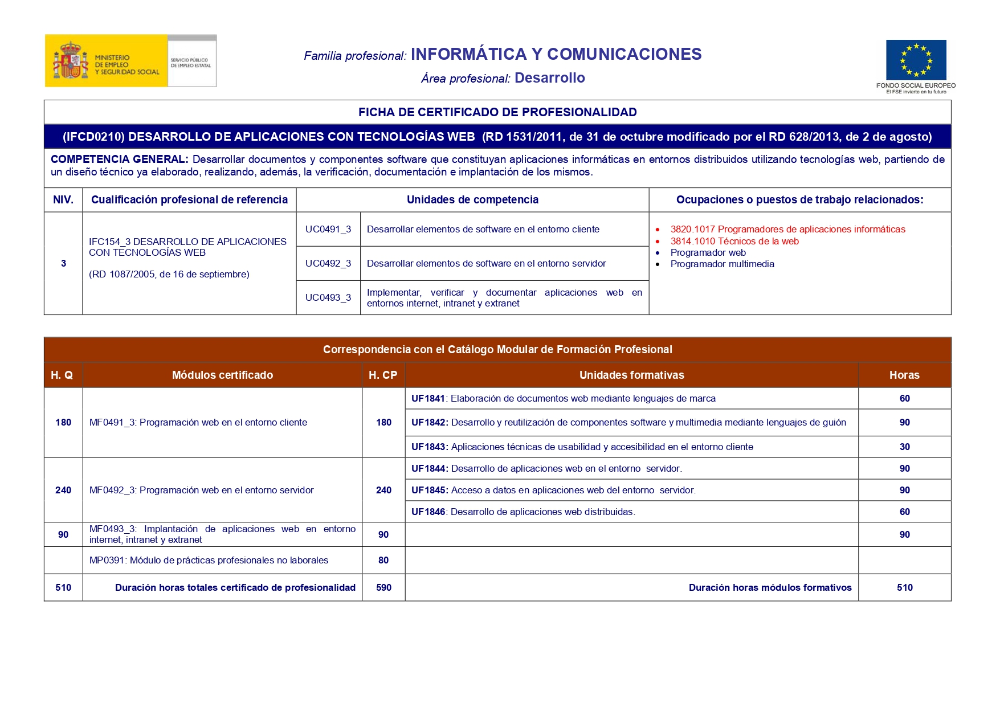 MINISTERIO
DE EMPLEO
Y SEGURIDAD SOCIAL
SERVICIO PÚBLICO
DE EMPLEO ESTATAL
Familia profesional: INFORMÁTICA Y COMUNICACIONES
Área profesional: Desarrollo
FONDO SOCIAL EUROPEO
El FSE invierte en tu futuro
FICHA DE CERTIFICADO DE PROFESIONALIDAD
(IFCD0210) DESARROLLO DE APLICACIONES CON TECNOLOGÍAS WEB (RD 1531/2011, de 31 de octubre modificado por el RD 628/2013, de 2 de agosto)
COMPETENCIA GENERAL: Desarrollar documentos y componentes software que constituyan aplicaciones informáticas en entornos distribuidos utilizando tecnologías web, partiendo de
un diseño técnico ya elaborado, realizando, además, la verificación, documentación e implantación de los mismos.
NIV. Cualificación profesional de referencia Unidades de competencia Ocupaciones o puestos de trabajo relacionados:
3
IFC154_3 DESARROLLO DE APLICACIONES
CON TECNOLOGÍAS WEB
(RD 1087/2005, de 16 de septiembre)
UC0491_3 Desarrollar elementos de software en el entorno cliente
UC0492_3 Desarrollar elementos de software en el entorno servidor
UC0493_3 Implementar, verificar y documentar aplicaciones web en
entornos internet, intranet y extranet
• 3820.1017 Programadores de aplicaciones informáticas
• 3814.1010 Técnicos de la web
• Programador web
• Programador multimedia
Correspondencia con el Catálogo Modular de Formación Profesional
H. Q Módulos certificado H. CP Unidades formativas Horas
180 MF0491_3: Programación web en el entorno cliente 180
UF1841: Elaboración de documentos web mediante lenguajes de marca 60
UF1842: Desarrollo y reutilización de componentes software y multimedia mediante lenguajes de guión 90
UF1843: Aplicaciones técnicas de usabilidad y accesibilidad en el entorno cliente 30
240 MF0492_3: Programación web en el entorno servidor 240
UF1844: Desarrollo de aplicaciones web en el entorno servidor. 90
UF1845: Acceso a datos en aplicaciones web del entorno servidor. 90
UF1846: Desarrollo de aplicaciones web distribuidas. 60
90 MF0493_3: Implantación de aplicaciones web en entorno
internet, intranet y extranet 90 90
MP0391: Módulo de prácticas profesionales no laborales 80
510 Duración horas totales certificado de profesionalidad 590 Duración horas módulos formativos 510